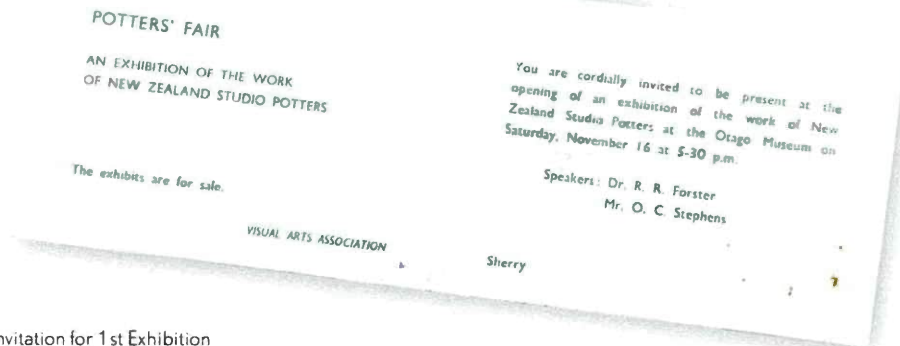 POTTERS' FAIR
AN EXHIBITION OF THE WORK
OF NEW ZEALAND STUDIO POTTERS
The exhibits are for sale.
VISUAL ARTS ASSOCIATION
You are cordially invited to be present at the
opening of an exhibition of the work of New
Zealand Studio Potters at the Otago Museum on
Saturday, November 16 at 5-30 p.m.
Speakers: Dr. R. R. Forster
Mr. O. C. Stephens
Sherry
nvitation for 1st Exhibition